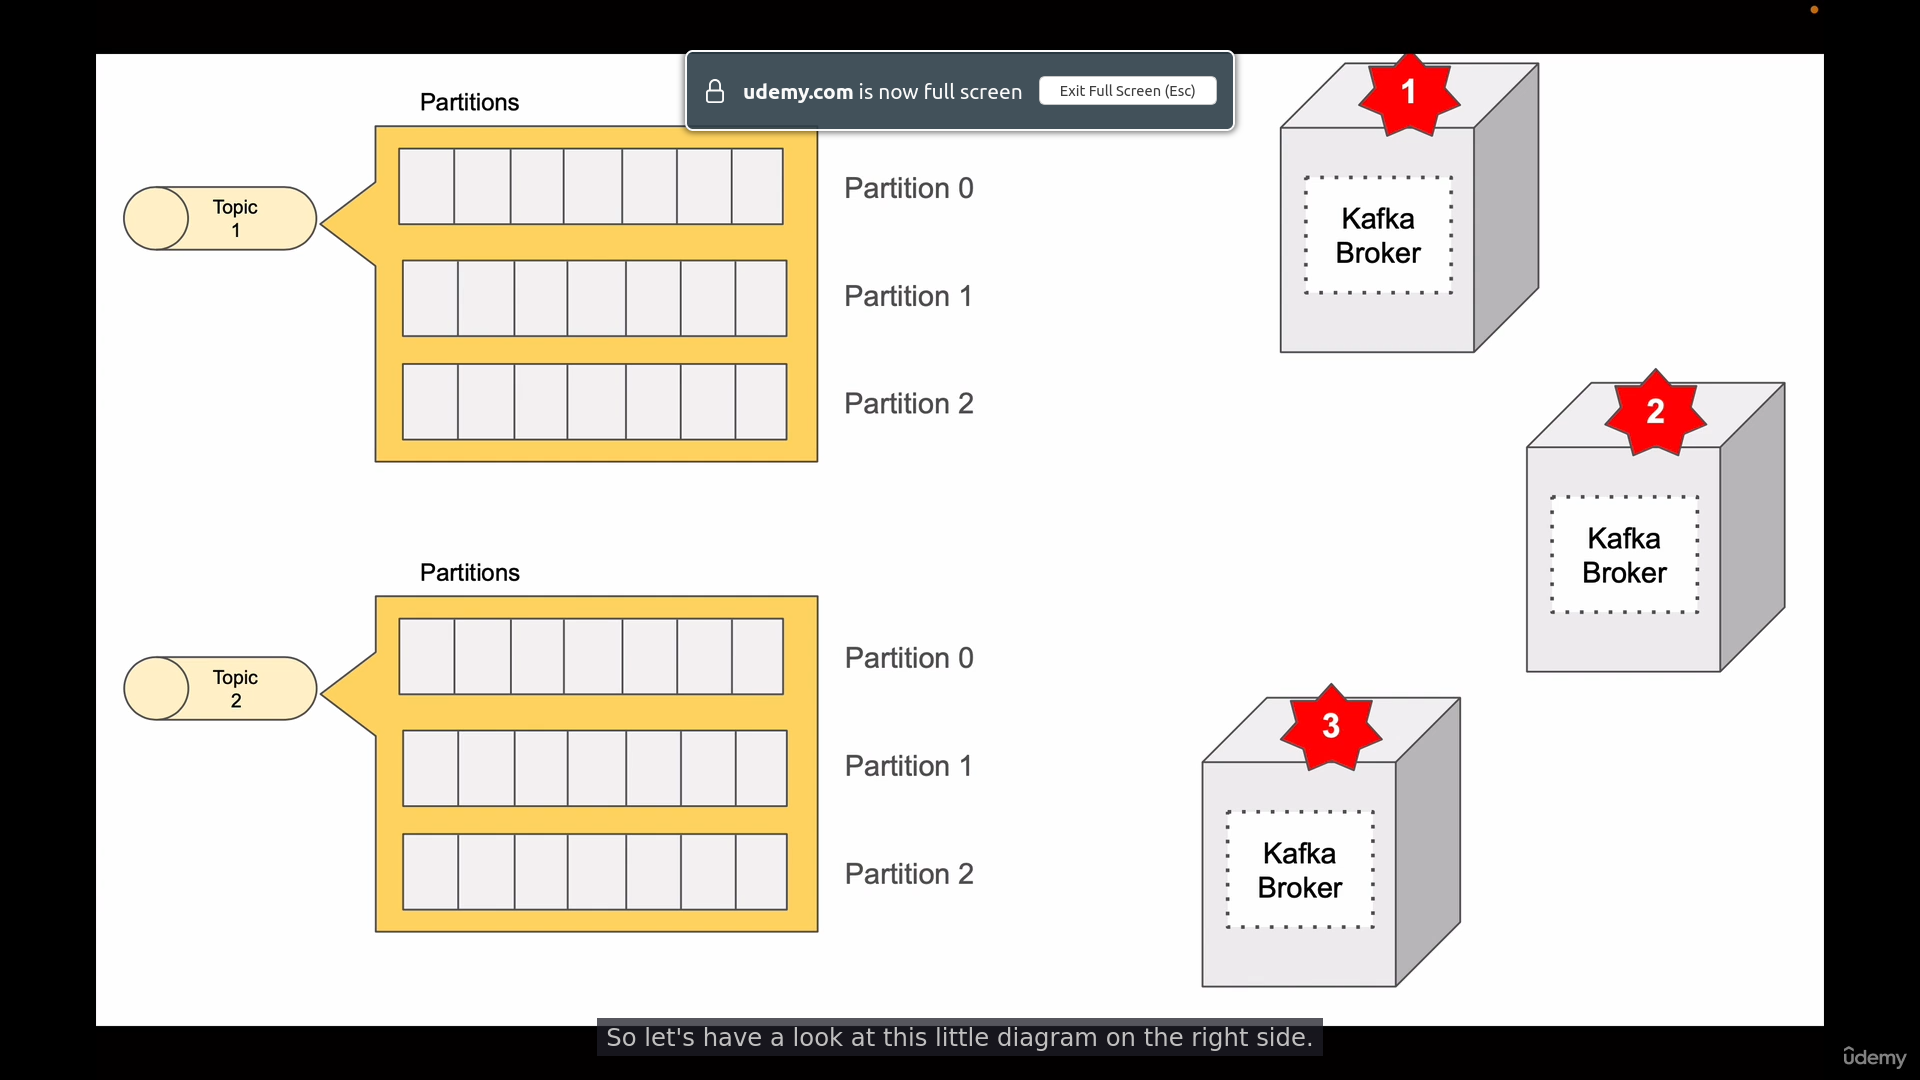 udemy.com is now full screen
Exit Full Screen (Esc)
Partitions
Topic
1
Partition 0
Partition 1
Partition 2
1
Kafka
Broker
2
Kafka
Broker
Partitions
Topic
2
Partition 0
Partition 1
Partition 2
3
Kafka
Broker
So let's have a look at this little diagram on the right side.
ûdemy